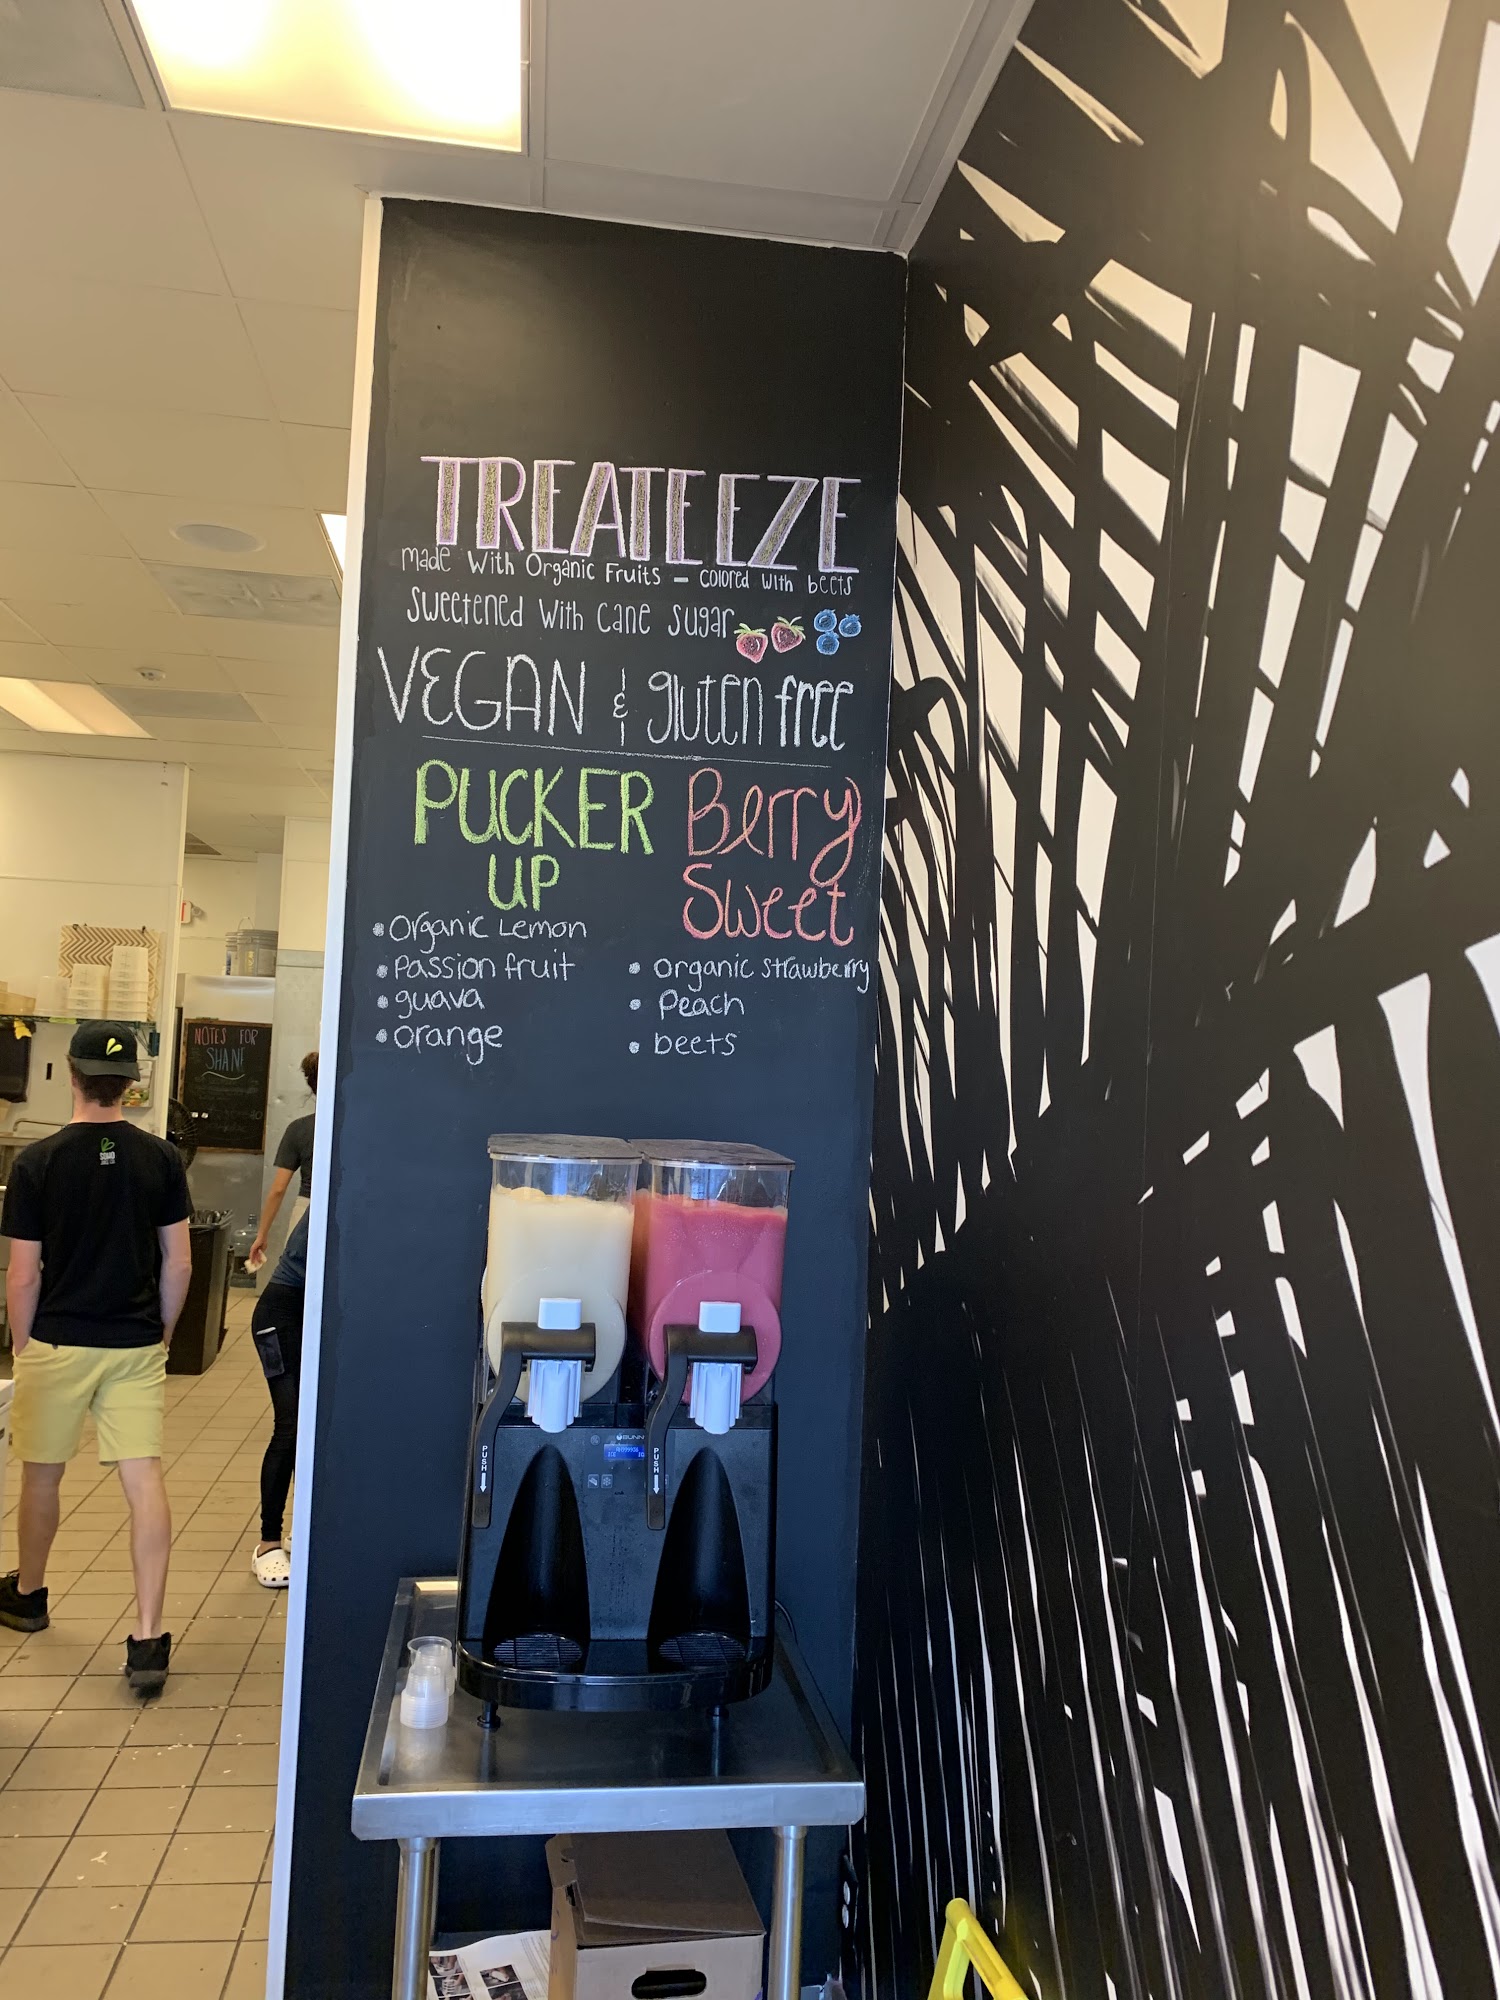 TREATEEZE
made with Organic Fruits – colored with beets
sweetened with cane sugar
VEGAN & gluten free
PUCKER
UP
• Organic Lemon
• Passion fruit
• guava
• orange
Berry
Sweet
• organic strawberry
• Peach
• beets
NOTES FOR
SHANE
SOHO
BUNN
PUSH
PUSH